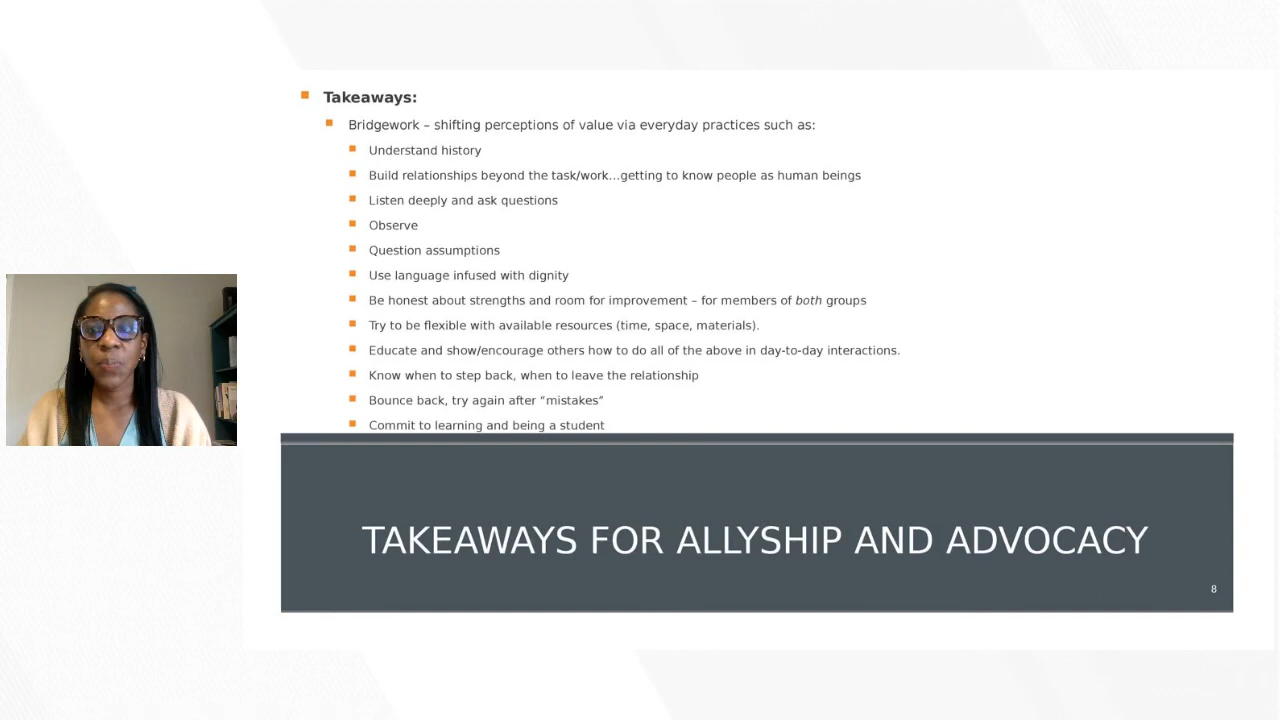 Takeaways:
Bridgework – shifting perceptions of value via everyday practices such as:
Understand history
Build relationships beyond the task/work…getting to know people as human beings
Listen deeply and ask questions
Observe
Question assumptions
Use language infused with dignity
Be honest about strengths and room for improvement – for members of both groups
Try to be flexible with available resources (time, space, materials).
Educate and show/encourage others how to do all of the above in day-to-day interactions.
Know when to step back, when to leave the relationship
Bounce back, try again after “mistakes”
Commit to learning and being a student
TAKEAWAYS FOR ALLYSHIP AND ADVOCACY
8